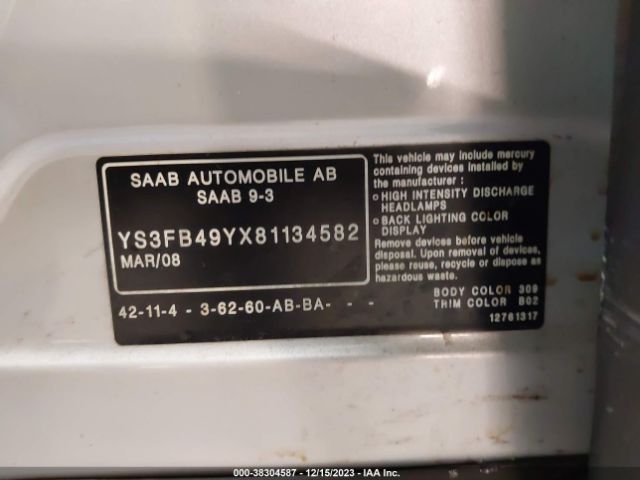 SAAB AUTOMOBILE AB
SAAB 9-3
YS3FB49YX81134582
MAR/08
42-11-4 - 3-62-60-AB-BA- - -
This vehicle may include mercury
containing devices installed by
the manufacturer :
o HIGH INTENSITY DISCHARGE
HEADLAMPS
o BACK LIGHTING COLOR
DISPLAY
Remove devices before vehicle
disposal. Upon removal of devices,
please reuse, recycle or dispose as
hazardous waste.
BODY COLOR 309
TRIM COLOR B02
12761317
000-38304587 - 12/15/2023 - IAA Inc.